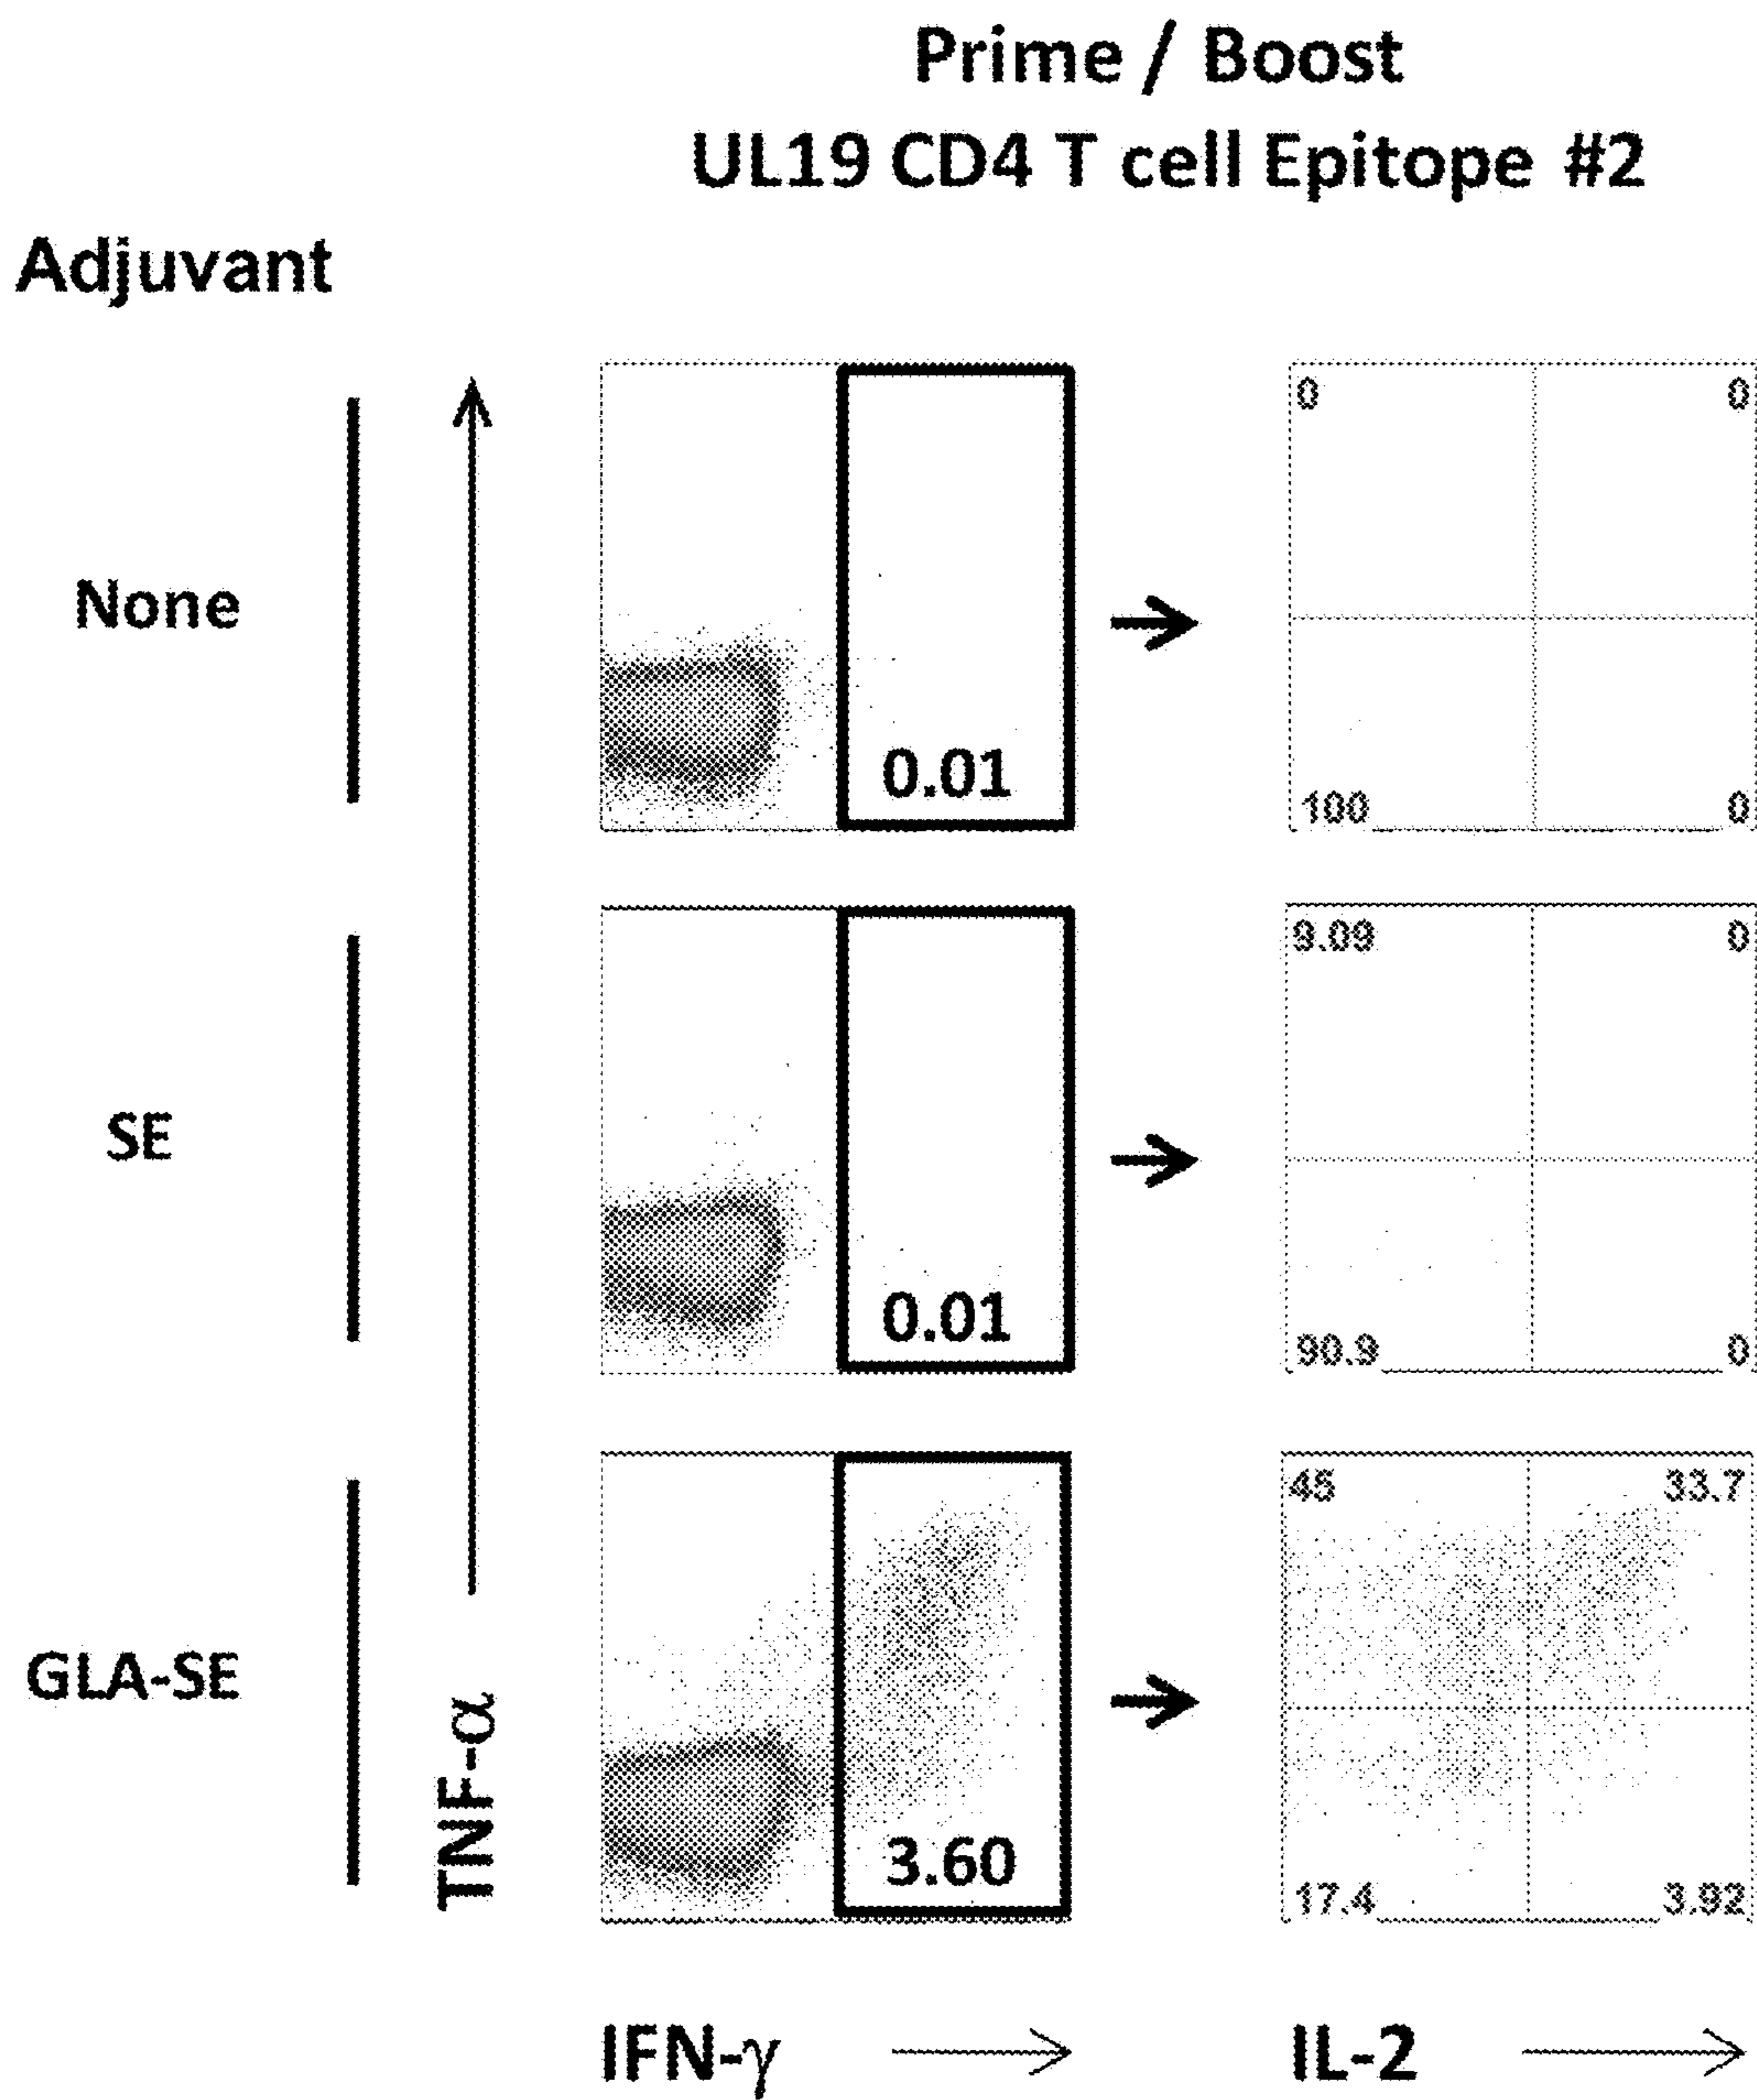 Prime / Boost
UL19 CD4 T cell Epitope #2
Adjuvant
None
0.01
0
0
100
0
SE
0.01
9.09
0
90.9
0
GLA-SE
TNF-α
3.60
45
33.7
17.4
3.92
IFN-γ
IL-2